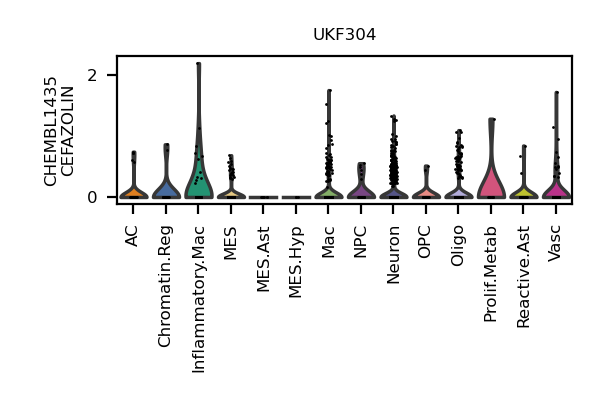 UKF304
CHEMBL1435
CEFAZOLIN
2
0
AC
Chromatin.Reg
Inflammatory.Mac
MES
MES.Ast
MES.Hyp
Mac
NPC
Neuron
OPC
Oligo
Prolif.Metab
Reactive.Ast
Vasc